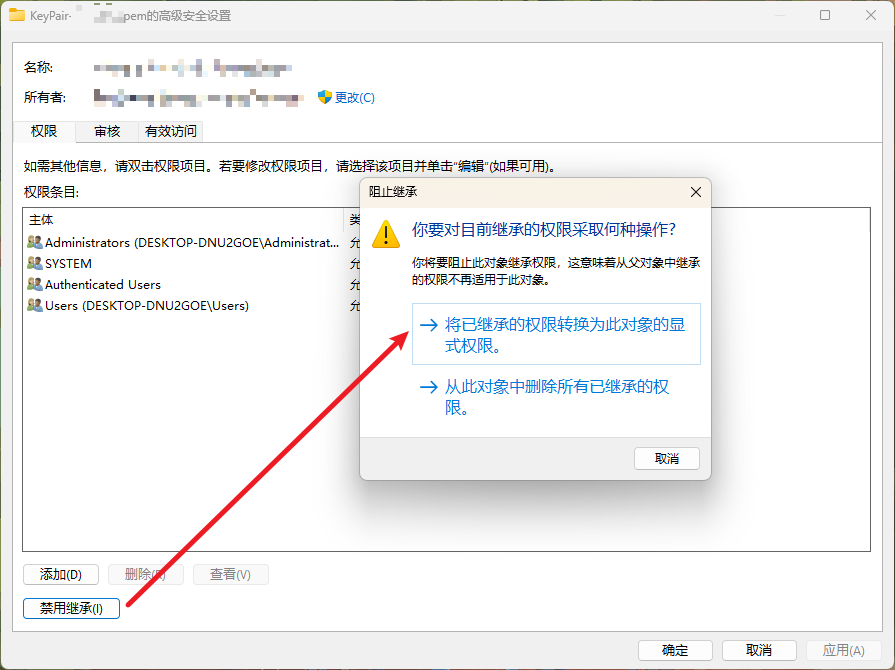 KeyPair-
pem的高级安全设置
名称:
所有者:
更改(C)
权限
审核
有效访问
如需其他信息，请双击权限项目。若要修改权限项目，请选择该项目并单击"编辑"(如果可用)。
权限条目:
主体
类
Administrators (DESKTOP-DNU2GOE\Administrat...
允
SYSTEM
允
Authenticated Users
允
Users (DESKTOP-DNU2GOE\Users)
允
阻止继承
你要对目前继承的权限采取何种操作?
你将要阻止此对象继承权限，这意味着从父对象中继承
的权限不再适用于此对象。
将已继承的权限转换为此对象的显
式权限。
从此对象中删除所有已继承的权
限。
取消
添加(D)
删除(R)
查看(V)
禁用继承(I)
确定
取消
应用(A)